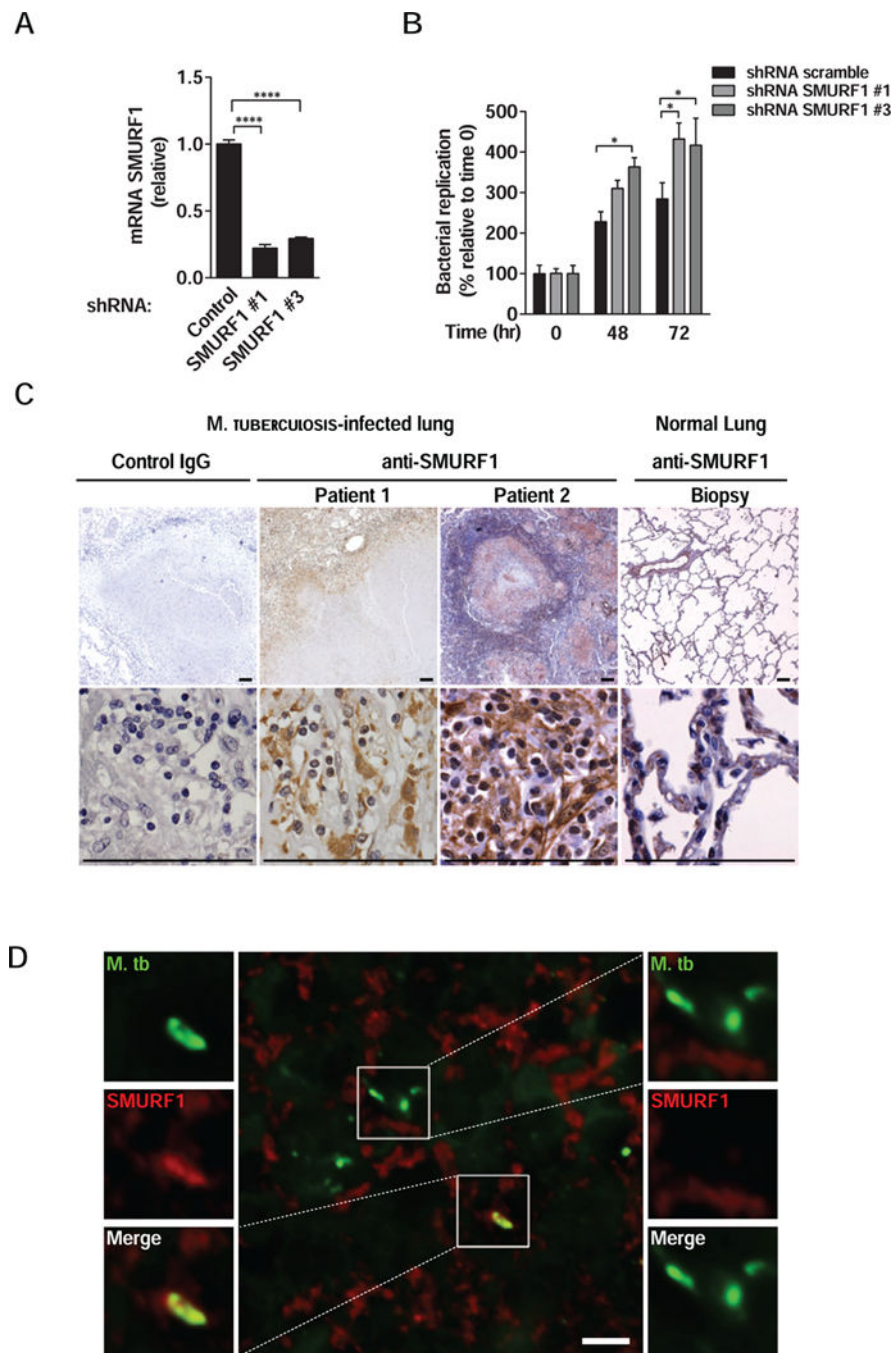 A
1.5
1.0
0.5
0.0
mRNA SMURF1
(relative)
****
****
shRNA:
Control
SMURF1 #1
SMURF1 #3
B
shRNA scramble
shRNA SMURF1 #1
shRNA SMURF1 #3
500
400
300
200
100
0
Bacterial replication
(% relative to time 0)
*
*
*
Time (hr)
0
48
72
C
M. TUBERCULOSIS-infected lung
Normal Lung
Control IgG
anti-SMURF1
anti-SMURF1
Patient 1
Patient 2
Biopsy
D
M. tb
SMURF1
Merge
M. tb
SMURF1
Merge